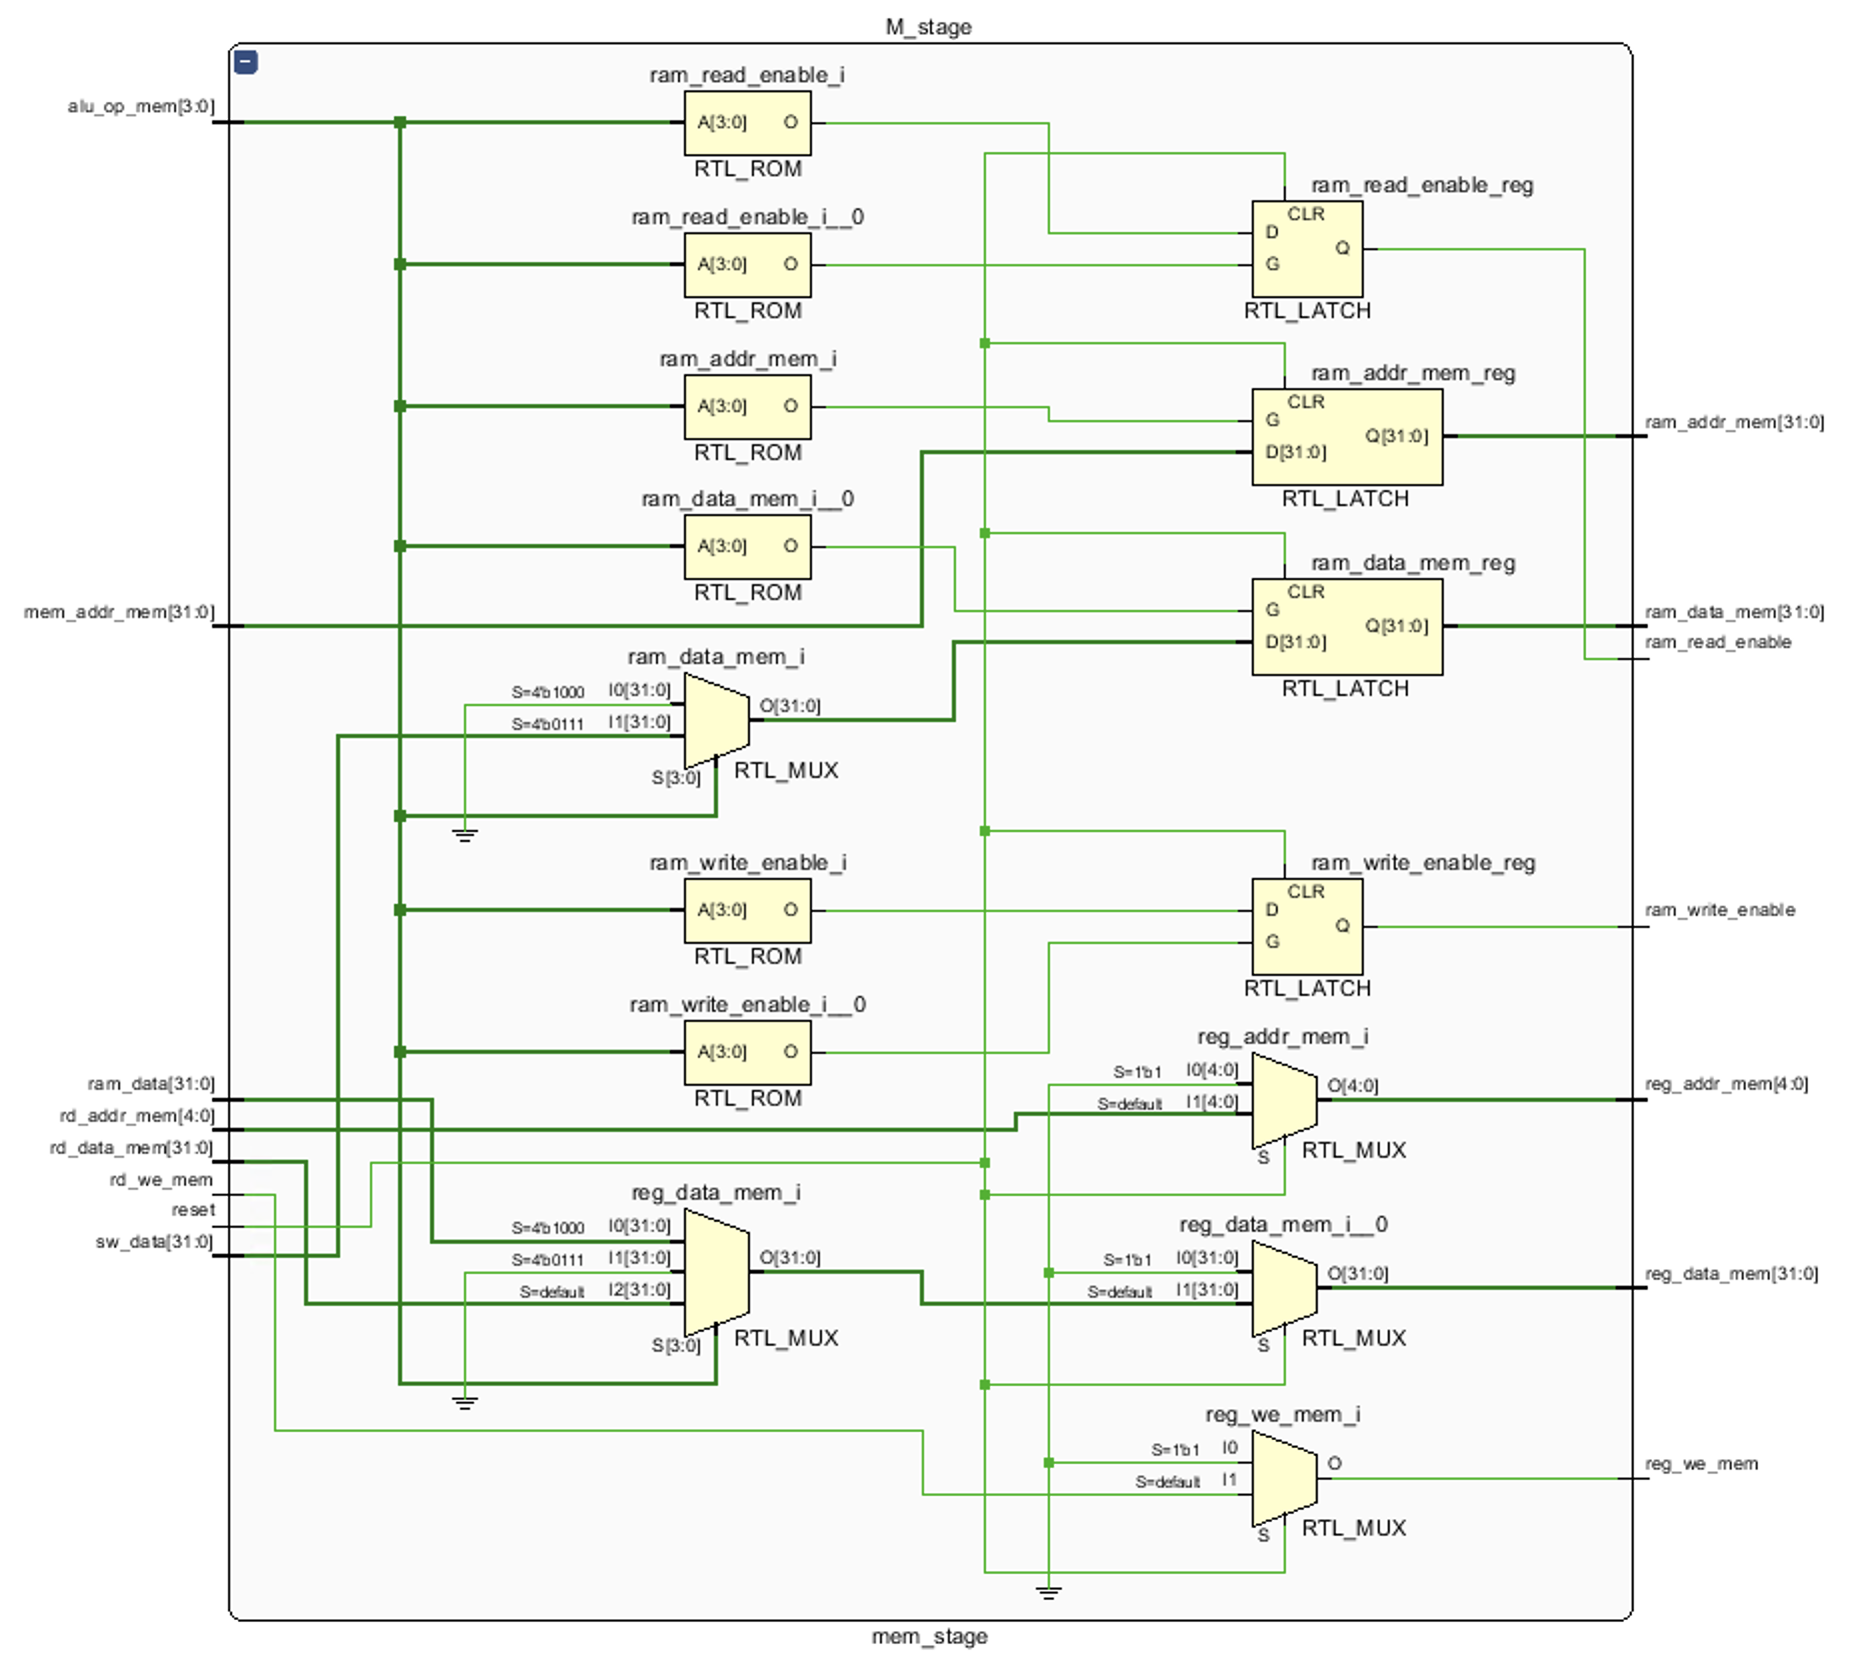 M_stage
alu_op_mem[3:0]
ram_read_enable_i
A[3:0] O
RTL_ROM
ram_read_enable_reg
CLR
D
G
Q
RTL_LATCH
ram_read_enable_i__0
A[3:0] O
RTL_ROM
ram_addr_mem_i
A[3:0] O
RTL_ROM
ram_addr_mem_reg
CLR
G
D[31:0]
Q[31:0]
RTL_LATCH
ram_addr_mem[31:0]
ram_data_mem_i__0
A[3:0] O
RTL_ROM
ram_data_mem_reg
CLR
G
D[31:0]
Q[31:0]
RTL_LATCH
ram_data_mem[31:0]
ram_read_enable
mem_addr_mem[31:0]
ram_data_mem_i
S=4'b1000 I0[31:0]
S=4'b0111 I1[31:0]
O[31:0]
S[3:0]
RTL_MUX
ram_write_enable_i
A[3:0] O
RTL_ROM
ram_write_enable_reg
CLR
D
G
Q
RTL_LATCH
ram_write_enable
ram_write_enable_i__0
A[3:0] O
RTL_ROM
reg_addr_mem_i
S=1'b1 I0[4:0]
S=default I1[4:0]
O[4:0]
S
RTL_MUX
reg_addr_mem[4:0]
ram_data[31:0]
rd_addr_mem[4:0]
rd_data_mem[31:0]
rd_we_mem
reset
sw_data[31:0]
reg_data_mem_i
S=4'b1000 I0[31:0]
S=4'b0111 I1[31:0]
S=default I2[31:0]
O[31:0]
S[3:0]
RTL_MUX
reg_data_mem_i__0
S=1'b1 I0[31:0]
S=default I1[31:0]
O[31:0]
S
RTL_MUX
reg_data_mem[31:0]
reg_we_mem_i
S=1'b1 I0
S=default I1
O
S
RTL_MUX
reg_we_mem
mem_stage